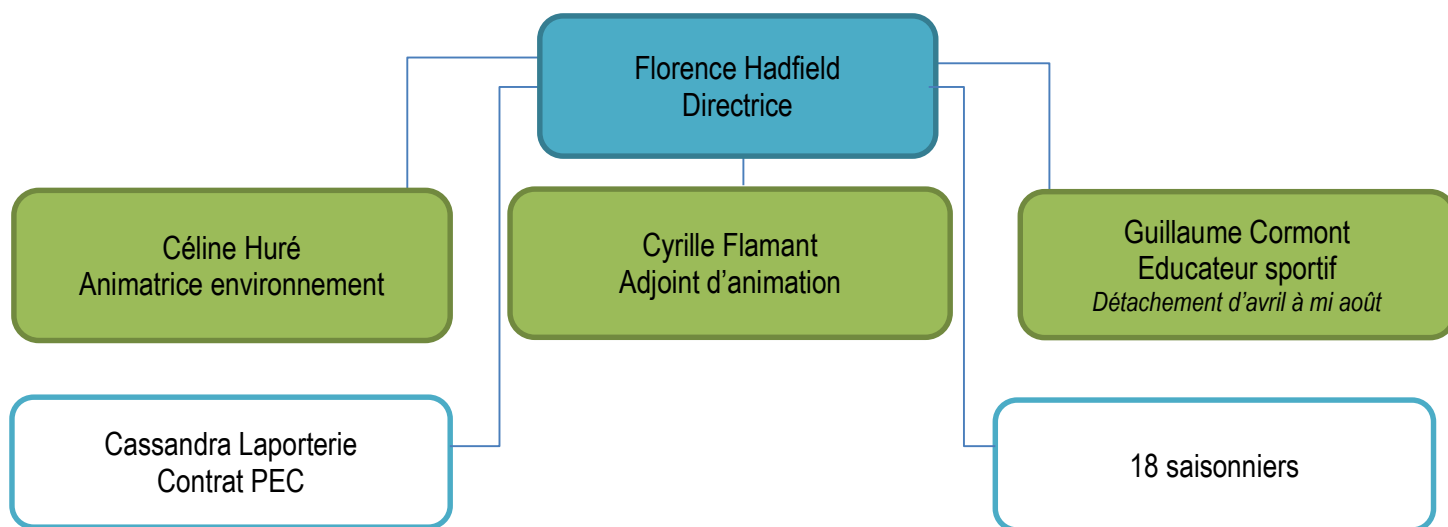 Florence Hadfield
Directrice
Céline Huré
Animatrice environnement
Cyrille Flamant
Adjoint d’animation
Guillaume Cormont
Educateur sportif
Détachement d’avril à mi août
Cassandra Laporterie
Contrat PEC
18 saisonniers